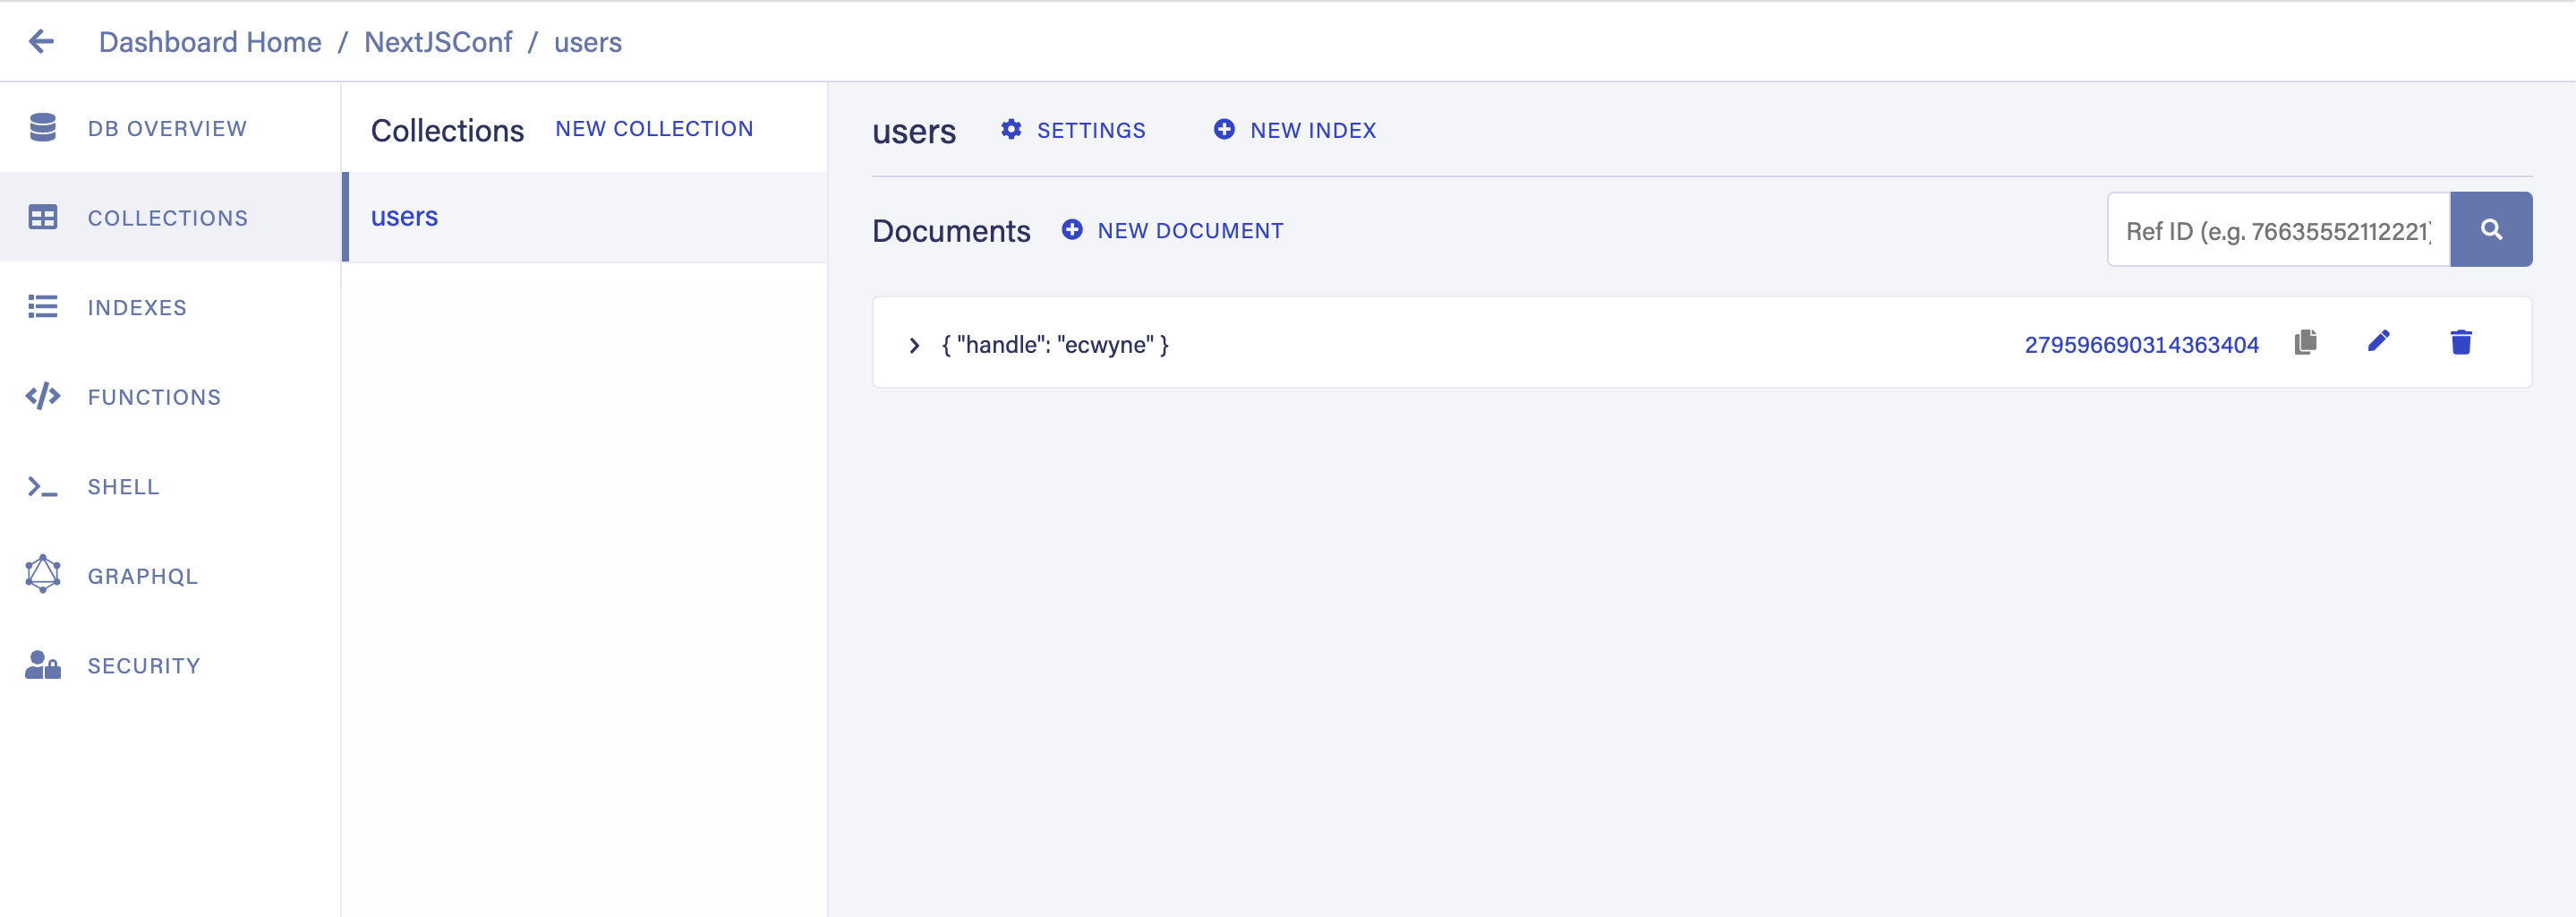 Dashboard Home / NextJSConf / users
DB OVERVIEW
COLLECTIONS
INDEXES
FUNCTIONS
SHELL
GRAPHQL
SECURITY
Collections NEW COLLECTION
users
users SETTINGS NEW INDEX
Documents NEW DOCUMENT
Ref ID (e.g. 76635552112221)
{ "handle": "ecwyne" } 279596690314363404